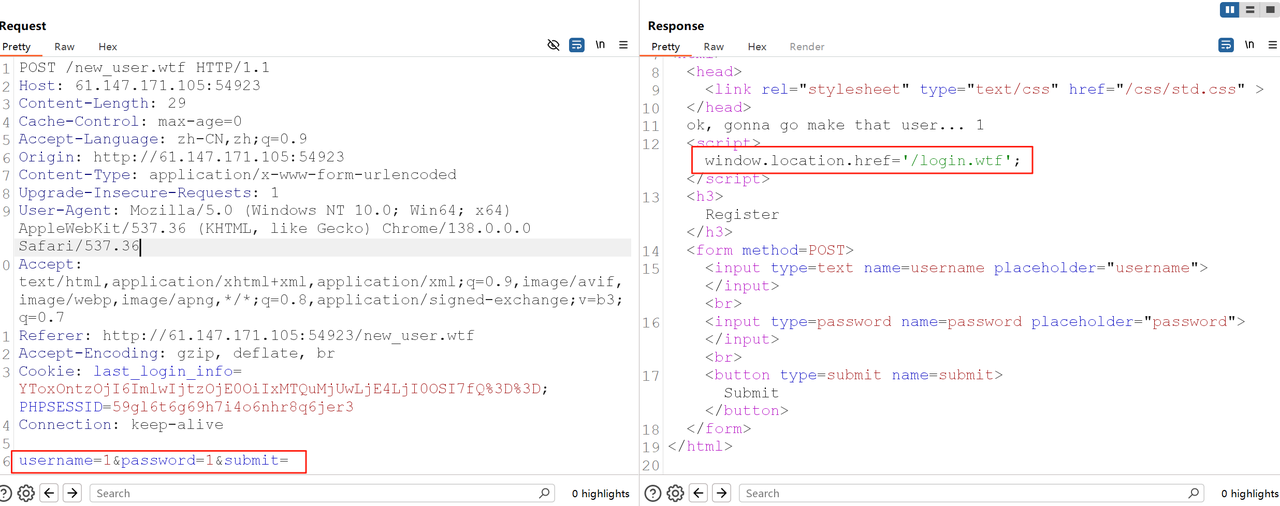 Request
Pretty Raw Hex
\n
1 POST /new_user.wtf HTTP/1.1
2 Host: 61.147.171.105:54923
3 Content-Length: 29
4 Cache-Control: max-age=0
5 Accept-Language: zh-CN,zh;q=0.9
6 Origin: http://61.147.171.105:54923
7 Content-Type: application/x-www-form-urlencoded
8 Upgrade-Insecure-Requests: 1
9 User-Agent: Mozilla/5.0 (Windows NT 10.0; Win64; x64)
AppleWebKit/537.36 (KHTML, like Gecko) Chrome/138.0.0.0
Safari/537.36
0 Accept:
text/html,application/xhtml+xml,application/xml;q=0.9,image/avif,
image/webp,image/apng,*/*;q=0.8,application/signed-exchange;v=b3;
q=0.7
1 Referer: http://61.147.171.105:54923/new_user.wtf
2 Accept-Encoding: gzip, deflate, br
3 Cookie: last_login_info=
YToxOntzOjI6ImlwIjtzOjE0OiIxMTQuMjUwLjE4LjI0OSI7fQ%3D%3D;
PHPSESSID=59gl6t6g69h7i4o6nhr8q6jer3
4 Connection: keep-alive
5
6 username=1&password=1&submit=
Search
0 highlights
Response
Pretty Raw Hex Render
\n
8 <head>
9 <link rel="stylesheet" type="text/css" href="/css/std.css" >
10 </head>
11 ok, gonna go make that user... 1
12 <script>
window.location.href='/login.wtf';
</script>
13 <h3>
Register
</h3>
14 <form method=POST>
15 <input type=text name=username placeholder="username">
</input>
<br>
16 <input type=password name=password placeholder="password">
</input>
<br>
17 <button type=submit name=submit>
Submit
</button>
18 </form>
19 </html>
20
Search
0 highlights